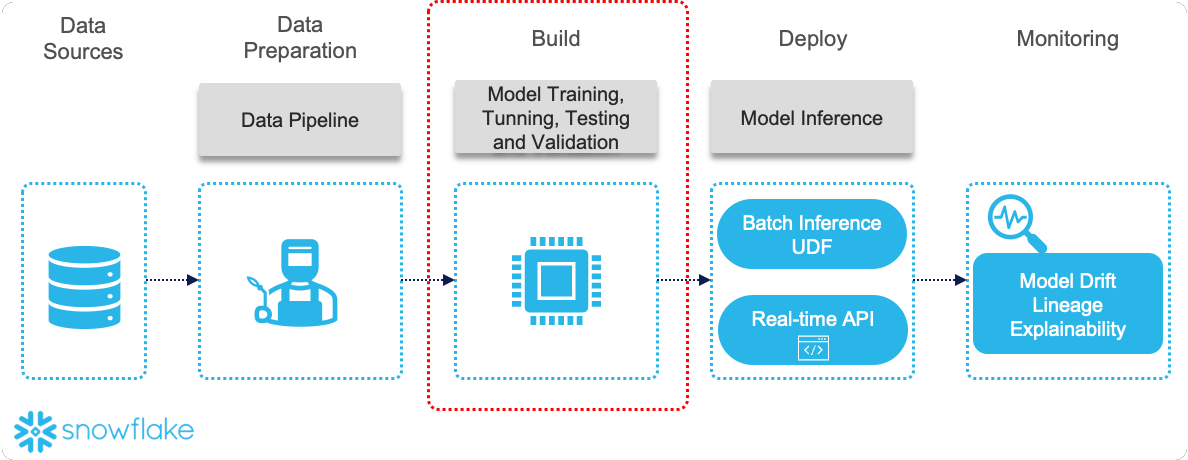 Data
Sources
Data
Preparation
Build
Deploy
Monitoring
Data Pipeline
Model Training,
Tunning, Testing
and Validation
Model Inference
Batch Inference
UDF
Real-time API
</>
Model Drift
Lineage
Explainability
snowflake